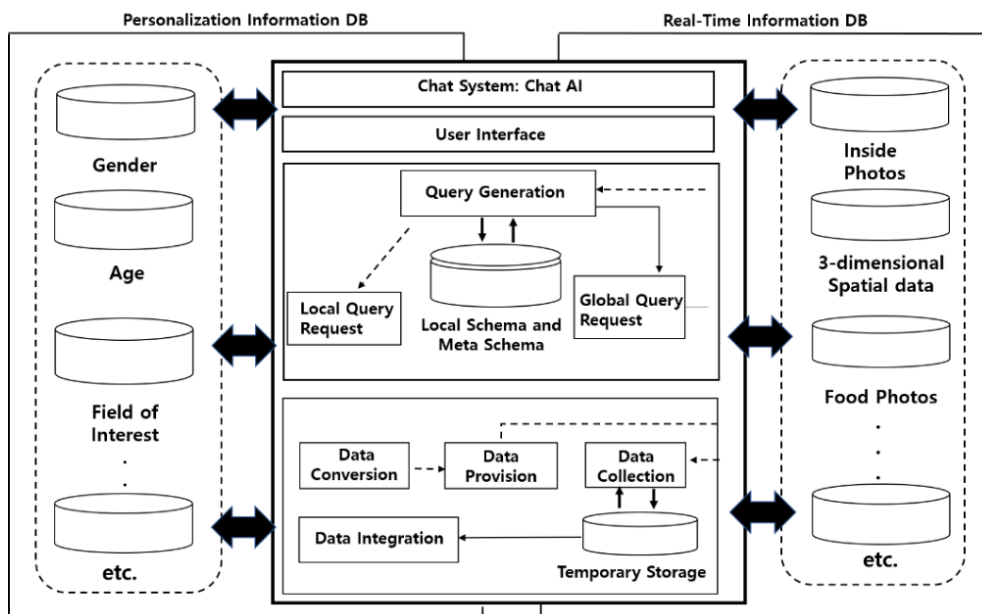 Personalization Information DB
Real-Time Information DB
Gender
Age
Field of
Interest
.
.
etc.
Chat System: Chat AI
User Interface
Query Generation
Local Query
Request
Local Schema and
Meta Schema
Global Query
Request
Data
Conversion
Data
Provision
Data
Collection
Data Integration
Temporary Storage
Inside
Photos
3-dimensional
Spatial data
Food Photos
.
.
.
.
etc.